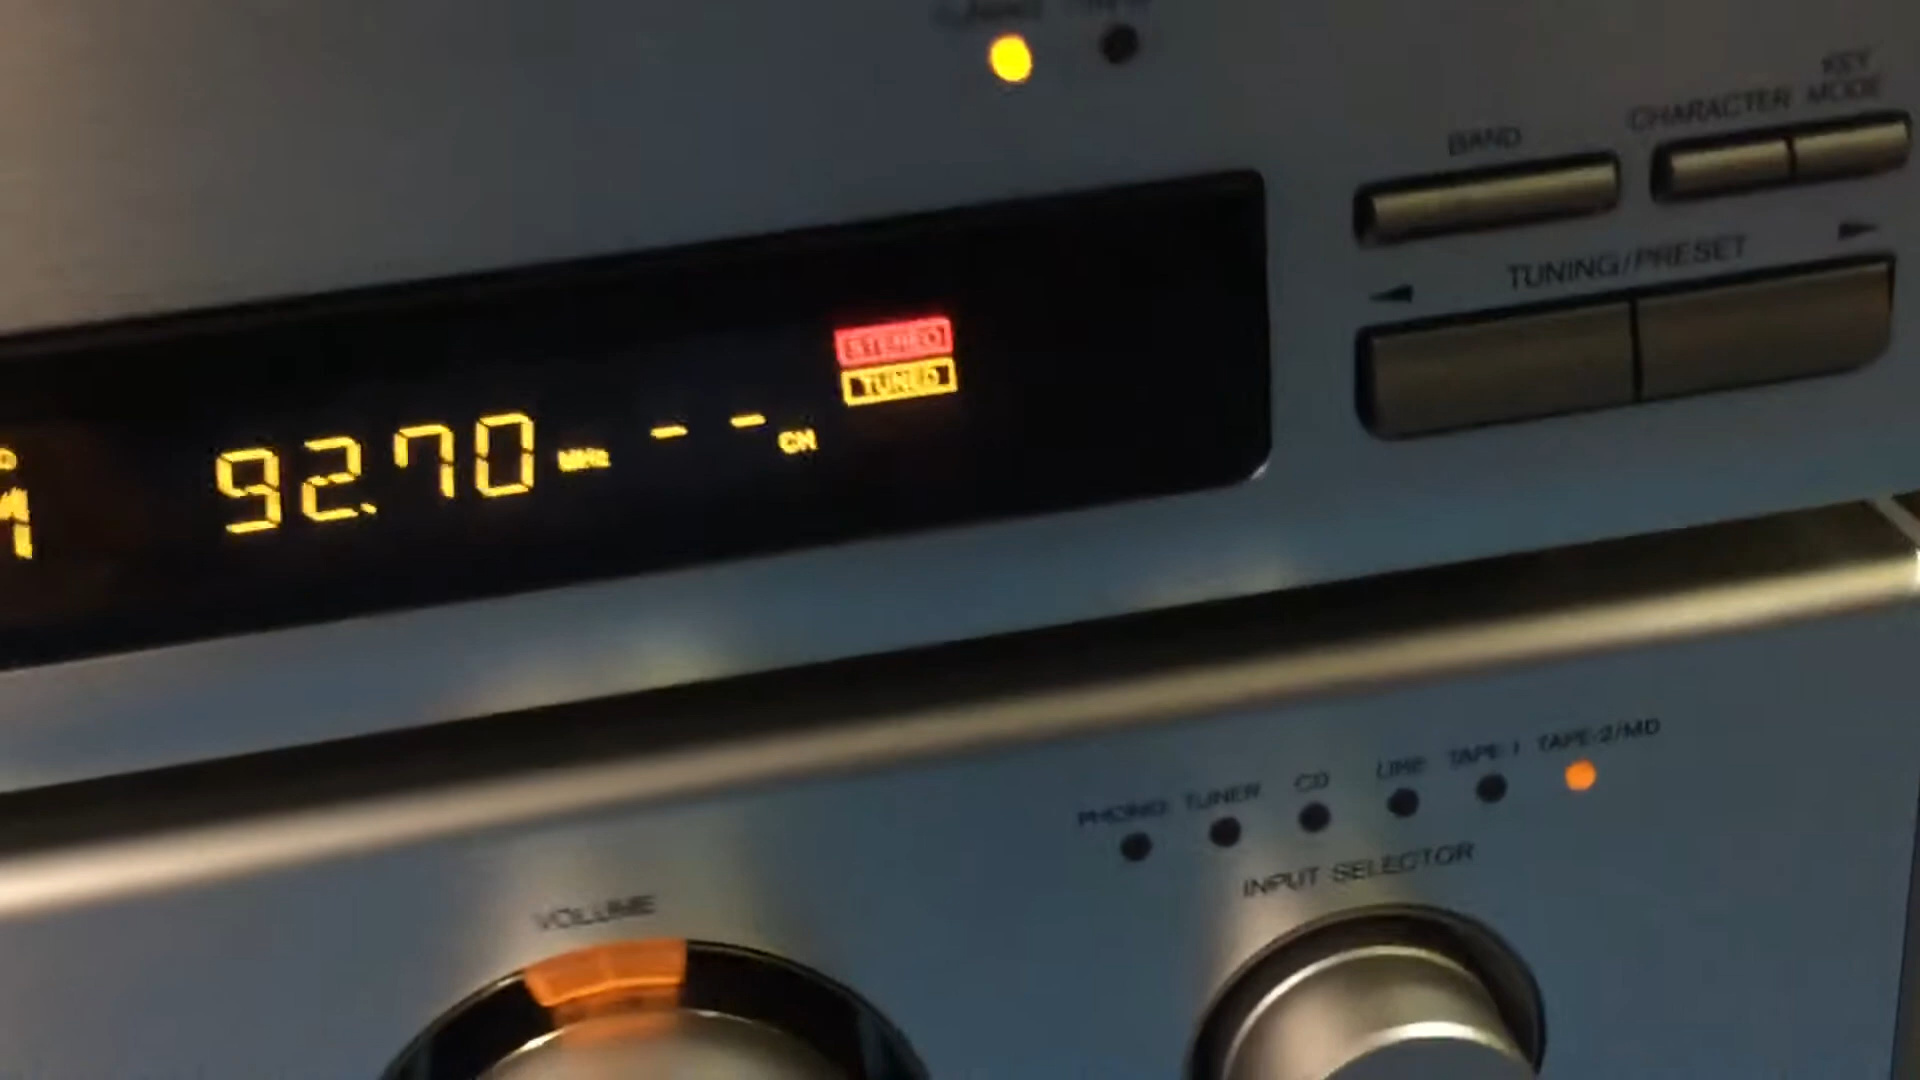 TUNING
KEY
BAND
CHARACTER MODE
TUNING/PRESET
STEREO
TUNED
92.70 MHz - - CH
PHONO TUNER CD LINE TAPE-1 TAPE-2/MD
INPUT SELECTOR
VOLUME